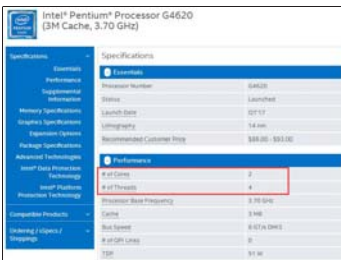 Intel® Pentium® Processor G4620
(3M Cache, 3.70 GHz)
Specifications
Essentials
Performance
Supplemental
Information
Memory Specifications
Graphics Specifications
Expansion Options
Package Specifications
Advanced Technologies
Intel® Data Protection
Technology
Intel® Platform
Protection Technology
Compatible Products
Ordering / sSpecs /
Steppings
Specifications
Essentials
Processor Number G4620
Status Launched
Launch Date Q1'17
Lithography 14 nm
Recommended Customer Price
Performance
# of Cores 2
# of Threads 4
Processor Base Frequency 3.70 GHz
Cache 3 MB
Bus Speed 8 GT/s DMI3
# of QPI Links 0
TDP 51 W